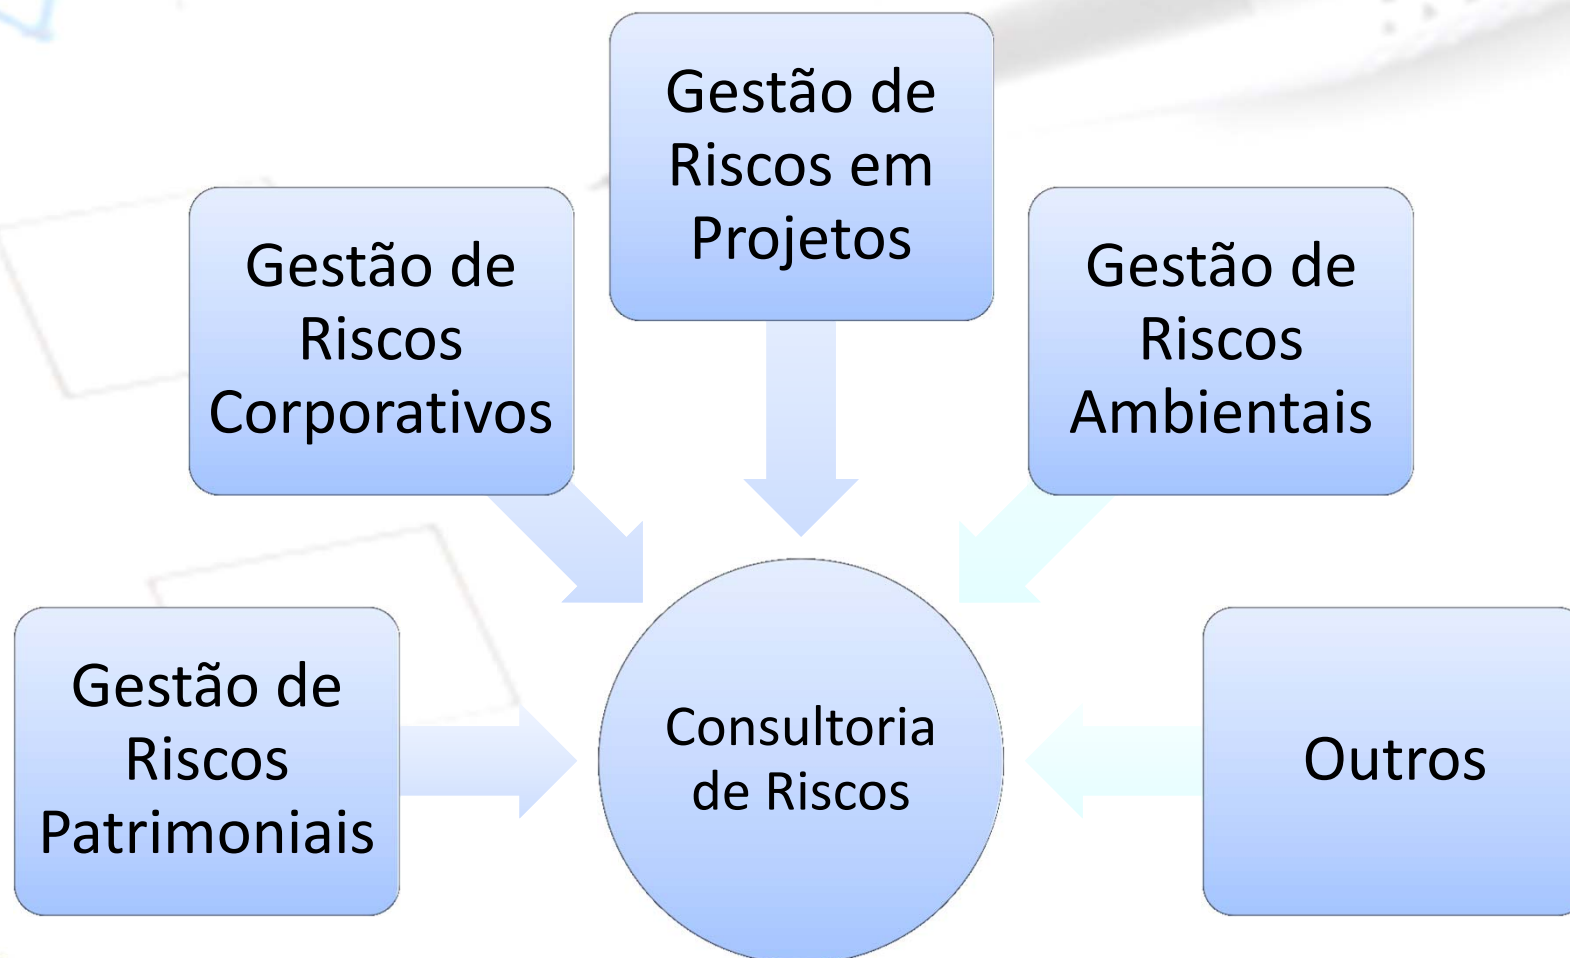 Gestão de
Riscos em
Projetos
Gestão de
Riscos
Corporativos
Gestão de
Riscos
Ambientais
Gestão de
Riscos
Patrimoniais
Consultoria
de Riscos
Outros